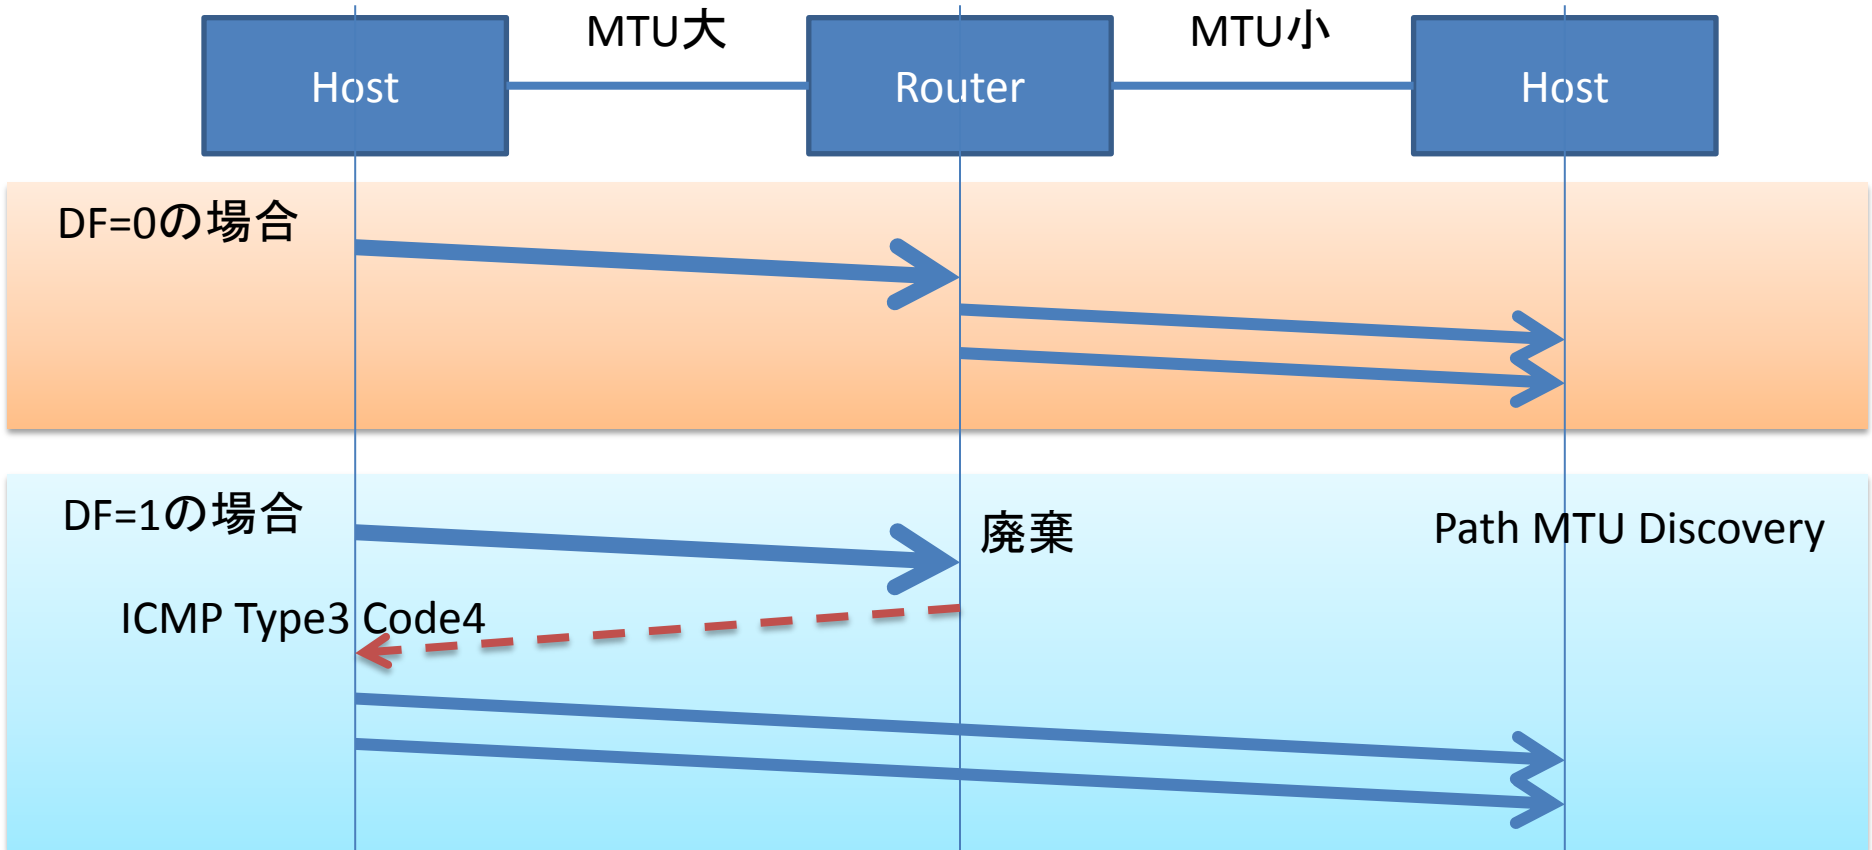 MTU大
MTU小
Host
Router
Host
DF=0の場合
DF=1の場合
廃棄
Path MTU Discovery
ICMP Type3 Code4